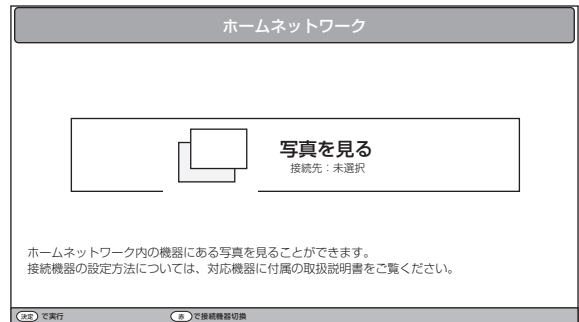 ホームネットワーク
写真を見る
接続先：未選択
ホームネットワーク内の機器にある写真を見ることができます。
接続機器の設定方法については、対応機器に付属の取扱説明書をご覧ください。
決定 で実行 赤 で接続機器切換